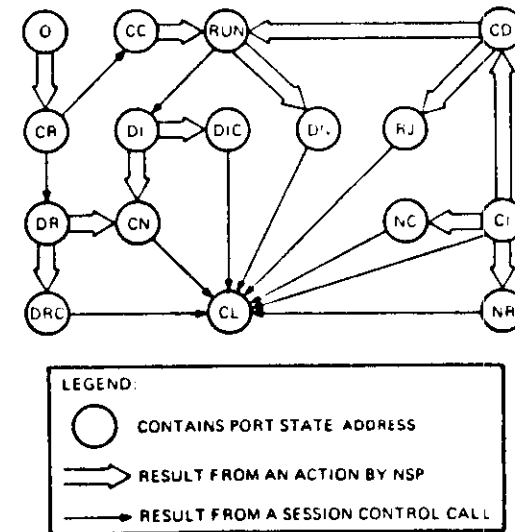 O CC RUN CD
CR DI DIC DN RJ
DR CN NC CI
DRC CL NR
LEGEND:
CONTAINS PORT STATE ADDRESS
RESULT FROM AN ACTION BY NSP
RESULT FROM A SESSION CONTROL CALL